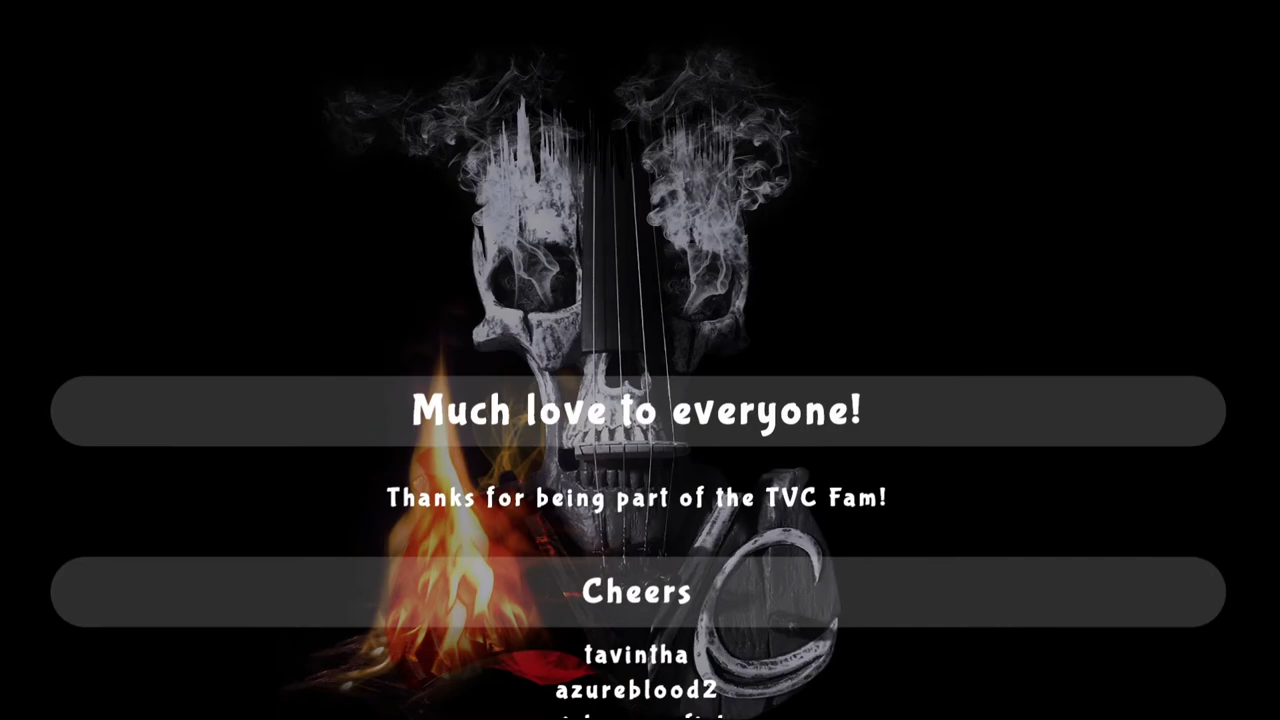 Much love to everyone!
Thanks for being part of the TVC Fam!
Cheers
tavintha
azureblood2